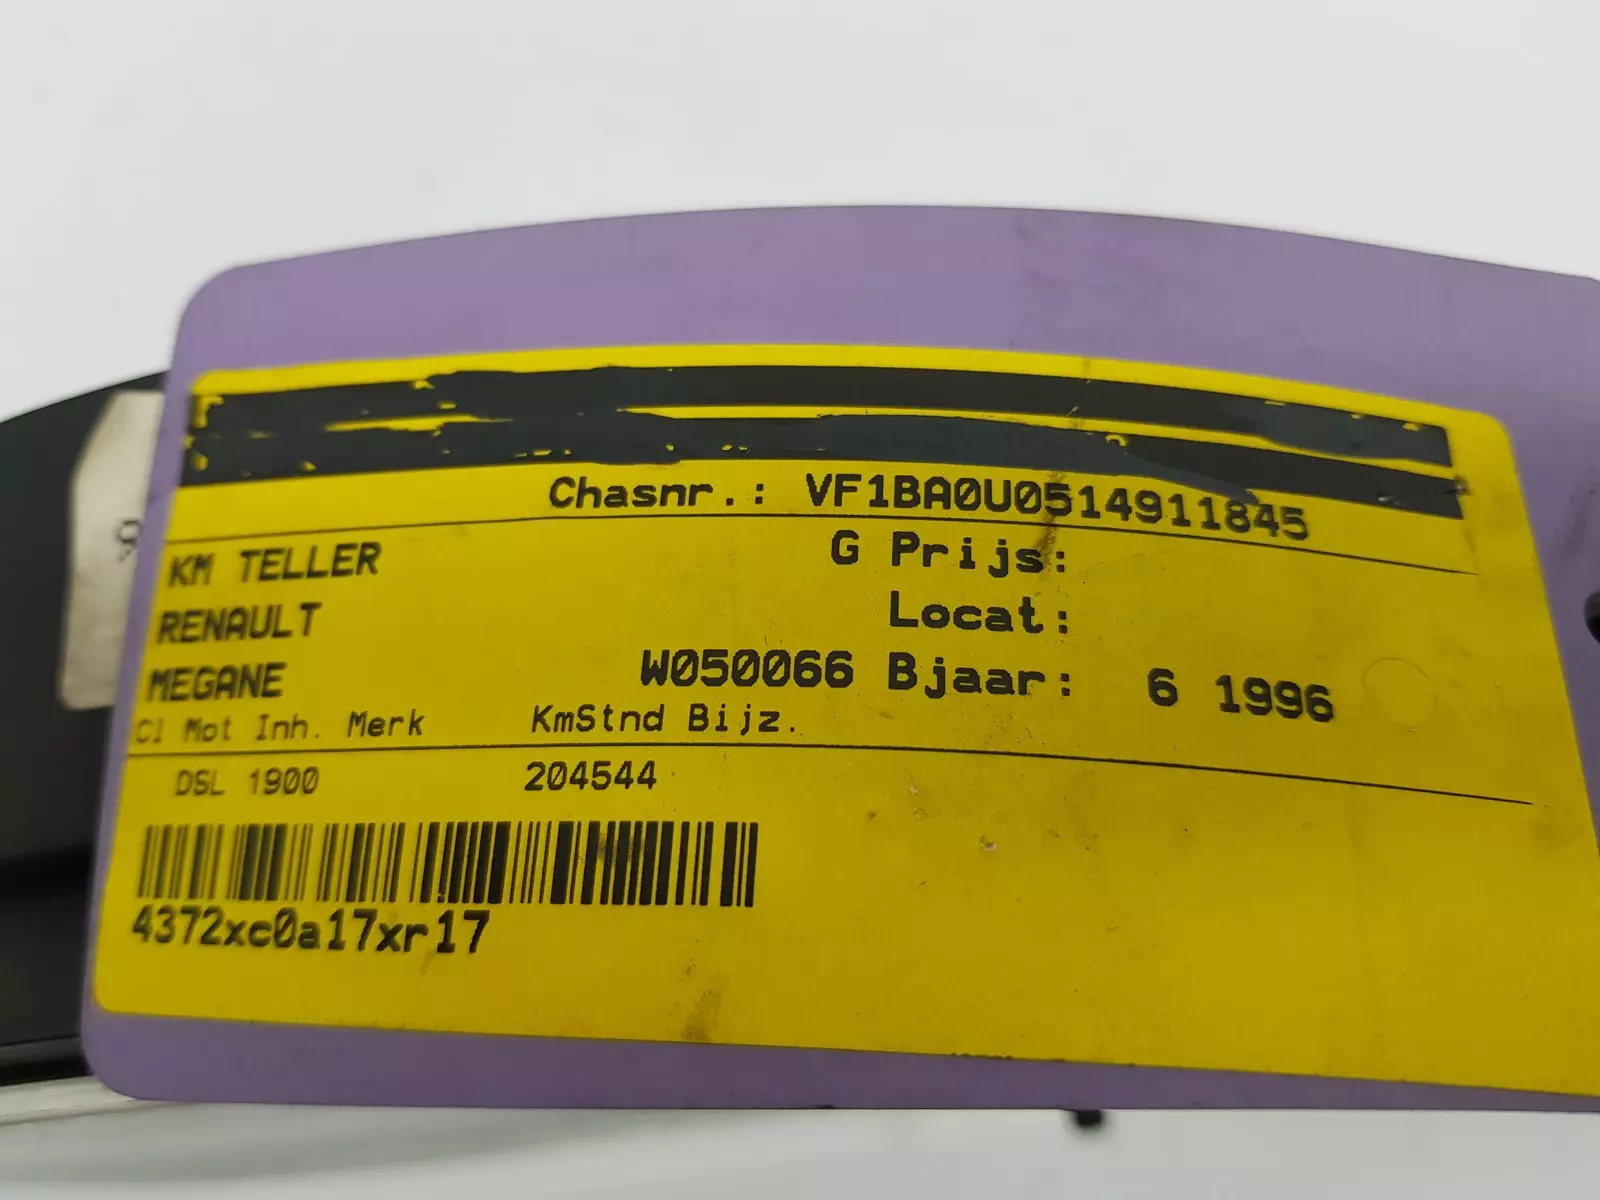 Chasnr.: VF1BA0U0514911845
KM TELLER G Prijs:
RENAULT Locat:
MEGANE W050066 Bjaar: 6 1996
Cl Mot Inh. Merk KmStnd Bijz.
DSL 1900 204544
4372xc0a17xr17